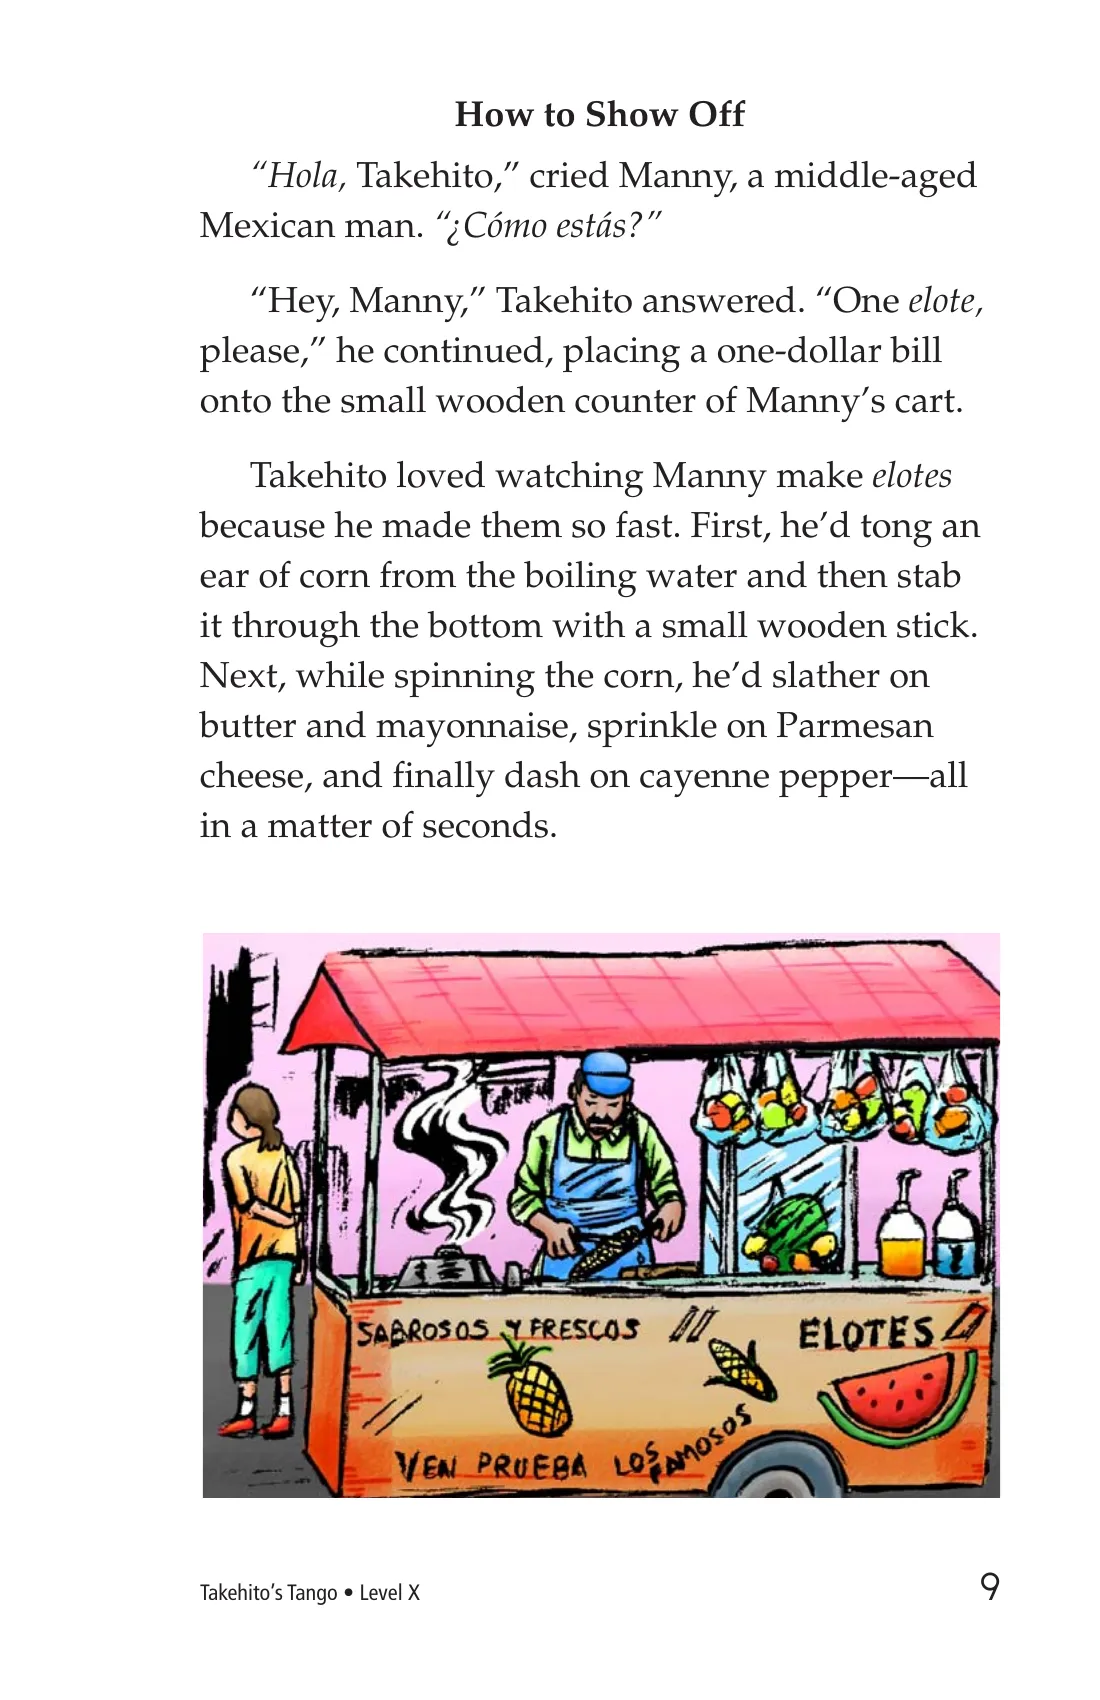 How to Show Off
“Hola, Takehito,” cried Manny, a middle-aged
Mexican man. “¿Cómo estás?”
“Hey, Manny,” Takehito answered. “One elote,
please,” he continued, placing a one-dollar bill
onto the small wooden counter of Manny’s cart.
Takehito loved watching Manny make elotes
because he made them so fast. First, he’d tong an
ear of corn from the boiling water and then stab
it through the bottom with a small wooden stick.
Next, while spinning the corn, he’d slather on
butter and mayonnaise, sprinkle on Parmesan
cheese, and finally dash on cayenne pepper—all
in a matter of seconds.
SABROSOS Y FRESCOS
ELOTES
VEN PRUEBA LOS FAMOSOS
Takehito’s Tango • Level X
9